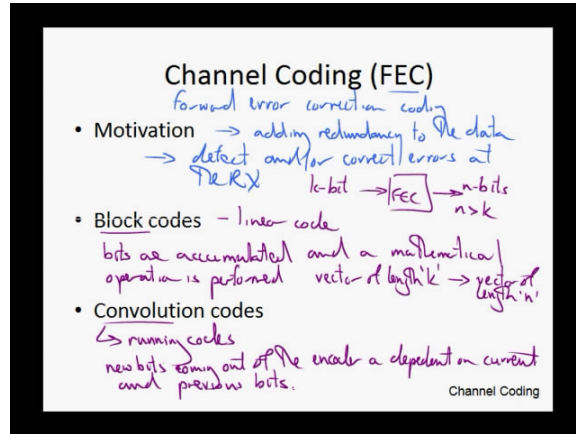 Channel Coding (FEC)
forward error correction coding
• Motivation → adding redundancy to the data
→ detect and/or correct errors at
the RX
k-bit → FEC → n-bits
n>k
• Block codes - linear code
bits are accumulated and a mathematical
operation is performed vector of length 'k' → vector of
length 'n'
• Convolution codes
↳ running codes
new bits coming out of the encoder a dependent on current
and previous bits.
Channel Coding